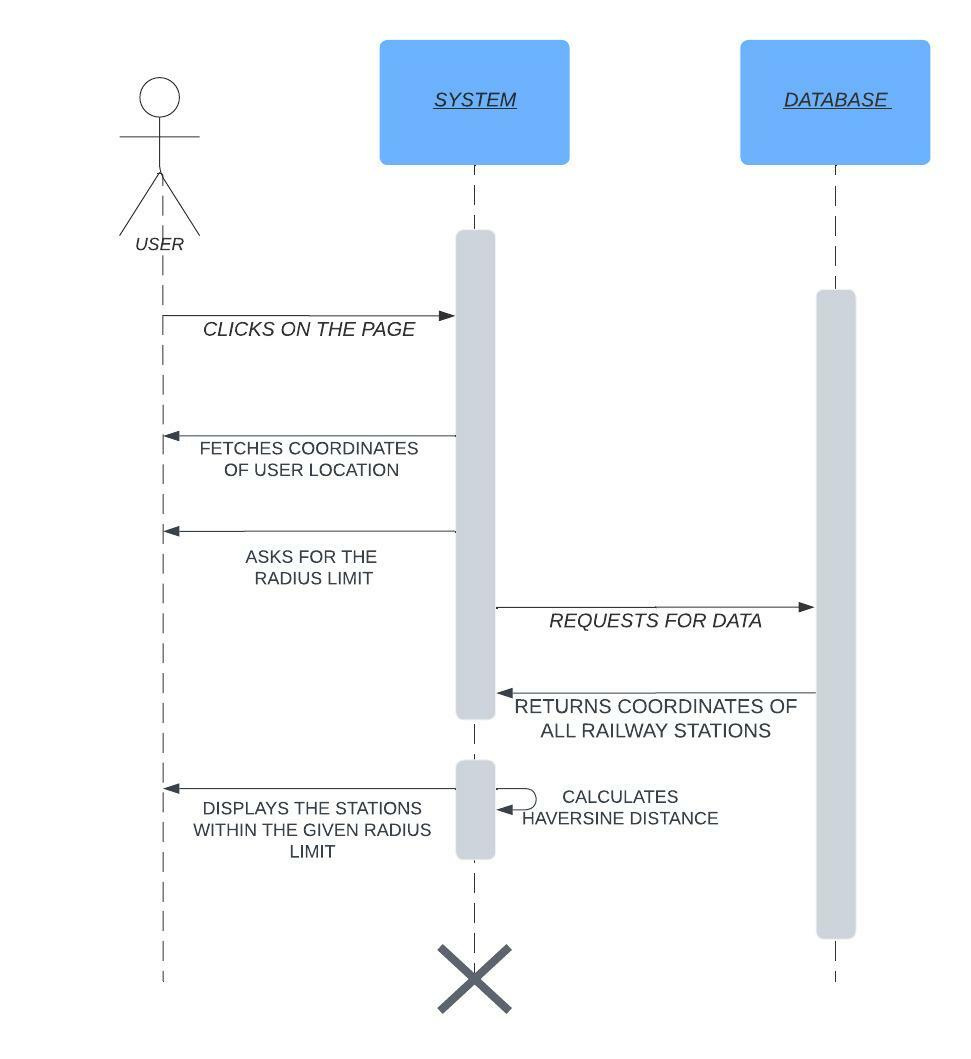 SYSTEM
DATABASE
USER
CLICKS ON THE PAGE
FETCHES COORDINATES
OF USER LOCATION
ASKS FOR THE
RADIUS LIMIT
REQUESTS FOR DATA
RETURNS COORDINATES OF
ALL RAILWAY STATIONS
CALCULATES
HAVERSINE DISTANCE
DISPLAYS THE STATIONS
WITHIN THE GIVEN RADIUS
LIMIT